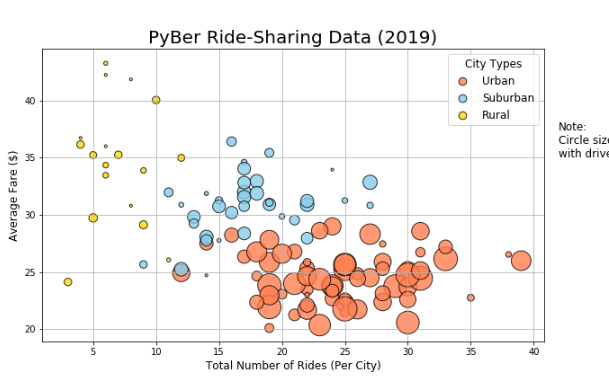 PyBer Ride-Sharing Data (2019)
City Types
Urban
Suburban
Rural
Note:
Circle size
with drive
Average Fare ($)
40
35
30
25
20
5 10 15 20 25 30 35 40
Total Number of Rides (Per City)